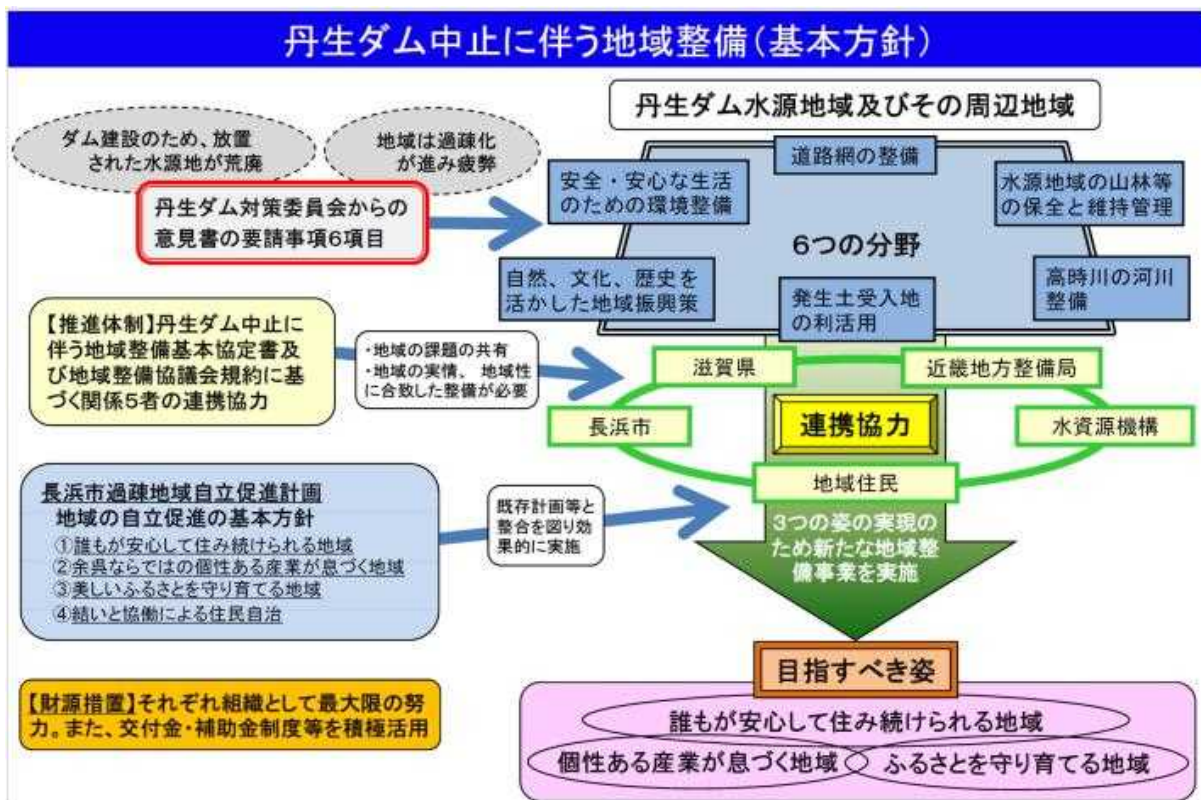 丹生ダム中止に伴う地域整備(基本方針)
ダム建設のため、放置
された水源地が荒廃
地域は過疎化
が進み疲弊
丹生ダム対策委員会からの
意見書の要請事項6項目
丹生ダム水源地域及びその周辺地域
道路網の整備
安全・安心な生活
のための環境整備
水源地域の山林等
の保全と維持管理
6つの分野
自然、文化、歴史を
活かした地域振興策
発生土受入地
の利活用
高時川の河川
整備
【推進体制】丹生ダム中止に
伴う地域整備基本協定書及
び地域整備協議会規約に基
づく関係5者の連携協力
・地域の課題の共有
・地域の実情、 地域性
に合致した整備が必要
滋賀県
近畿地方整備局
長浜市
連携協力
水資源機構
地域住民
長浜市過疎地域自立促進計画
地域の自立促進の基本方針
①誰もが安心して住み続けられる地域
②余呉ならではの個性ある産業が息づく地域
③美しいふるさとを守り育てる地域
④結いと協働による住民自治
既存計画等と
整合を図り効
果的に実施
3つの姿の実現の
ため新たな地域整
備事業を実施
【財源措置】それぞれ組織として最大限の努
力。また、交付金・補助金制度等を積極活用
目指すべき姿
誰もが安心して住み続けられる地域
個性ある産業が息づく地域
ふるさとを守り育てる地域